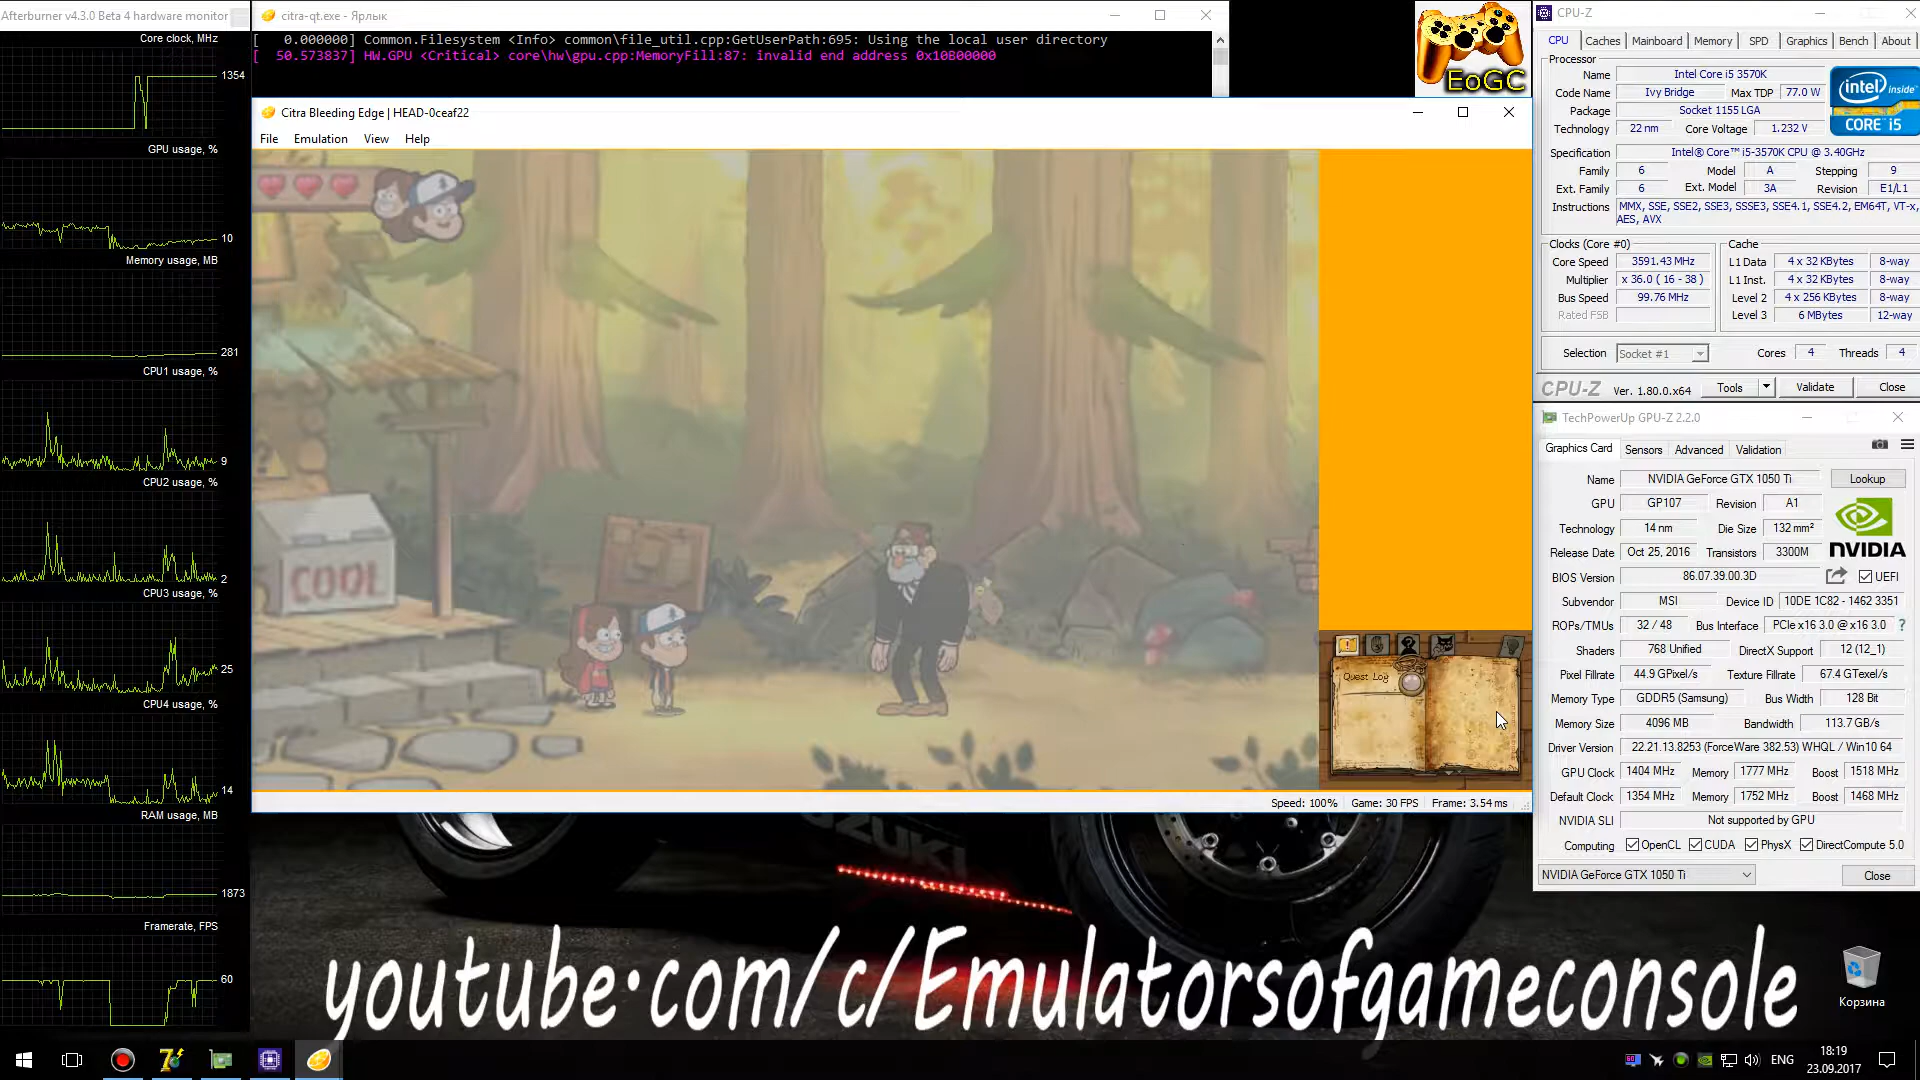 Afterburner v4.3.0 Beta 4 hardware monitor
Core clock, MHz
1354
GPU usage, %
10
Memory usage, MB
281
CPU1 usage, %
9
CPU2 usage, %
2
CPU3 usage, %
25
CPU4 usage, %
14
RAM usage, MB
1873
Framerate, FPS
60
citra-qt.exe - Ярлык
[   0.000000] Common.Filesystem <Info> common\file_util.cpp:GetUserPath:695: Using the local user directory
[  50.573837] HW.GPU <Critical> core\hw\gpu.cpp:MemoryFill:87: invalid end address 0x10B00000
EoGC
Citra Bleeding Edge | HEAD-0ceaf22
File Emulation View Help
COOL
Quest Log
Speed: 100% Game: 30 FPS Frame: 3.54 ms
CPU-Z
CPU Caches Mainboard Memory SPD Graphics Bench About
Processor
Name Intel Core i5 3570K
Code Name Ivy Bridge Max TDP 77.0 W
Package Socket 1155 LGA
Technology 22 nm Core Voltage 1.232 V
intel inside
CORE i5
Specification Intel® Core™ i5-3570K CPU @ 3.40GHz
Family 6 Model A Stepping 9
Ext. Family 6 Ext. Model 3A Revision E1/L1
Instructions MMX, SSE, SSE2, SSE3, SSSE3, SSE4.1, SSE4.2, EM64T, VT-x,
AES, AVX
Clocks (Core #0) Cache
Core Speed 3591.43 MHz L1 Data 4 x 32 KBytes 8-way
Multiplier x 36.0 ( 16 - 38 ) L1 Inst. 4 x 32 KBytes 8-way
Bus Speed 99.76 MHz Level 2 4 x 256 KBytes 8-way
Rated FSB Level 3 6 MBytes 12-way
Selection Socket #1 Cores 4 Threads 4
CPU-Z Ver. 1.80.0.x64 Tools Validate Close
TechPowerUp GPU-Z 2.2.0
Graphics Card Sensors Advanced Validation
Name NVIDIA GeForce GTX 1050 Ti Lookup
GPU GP107 Revision A1
Technology 14 nm Die Size 132 mm²
Release Date Oct 25, 2016 Transistors 3300M
NVIDIA
BIOS Version 86.07.39.00.3D UEFI
Subvendor MSI Device ID 10DE 1C82 - 1462 3351
ROPs/TMUs 32 / 48 Bus Interface PCIe x16 3.0 @ x16 3.0 ?
Shaders 768 Unified DirectX Support 12 (12_1)
Pixel Fillrate 44.9 GPixel/s Texture Fillrate 67.4 GTexel/s
Memory Type GDDR5 (Samsung) Bus Width 128 Bit
Memory Size 4096 MB Bandwidth 113.7 GB/s
Driver Version 22.21.13.8253 (ForceWare 382.53) WHQL / Win10 64
GPU Clock 1404 MHz Memory 1777 MHz Boost 1518 MHz
Default Clock 1354 MHz Memory 1752 MHz Boost 1468 MHz
NVIDIA SLI Not supported by GPU
Computing OpenCL CUDA PhysX DirectCompute 5.0
NVIDIA GeForce GTX 1050 Ti Close
UZUKI
youtube.com/c/Emulatorsofgameconsole
Корзина
ENG
18:19
23.09.2017